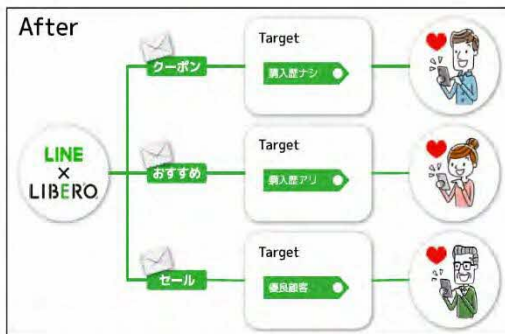 After
クーポン
Target
購入歴ナシ
LINE
×
LIBERO
おすすめ
Target
購入歴アリ
セール
Target
優良顧客